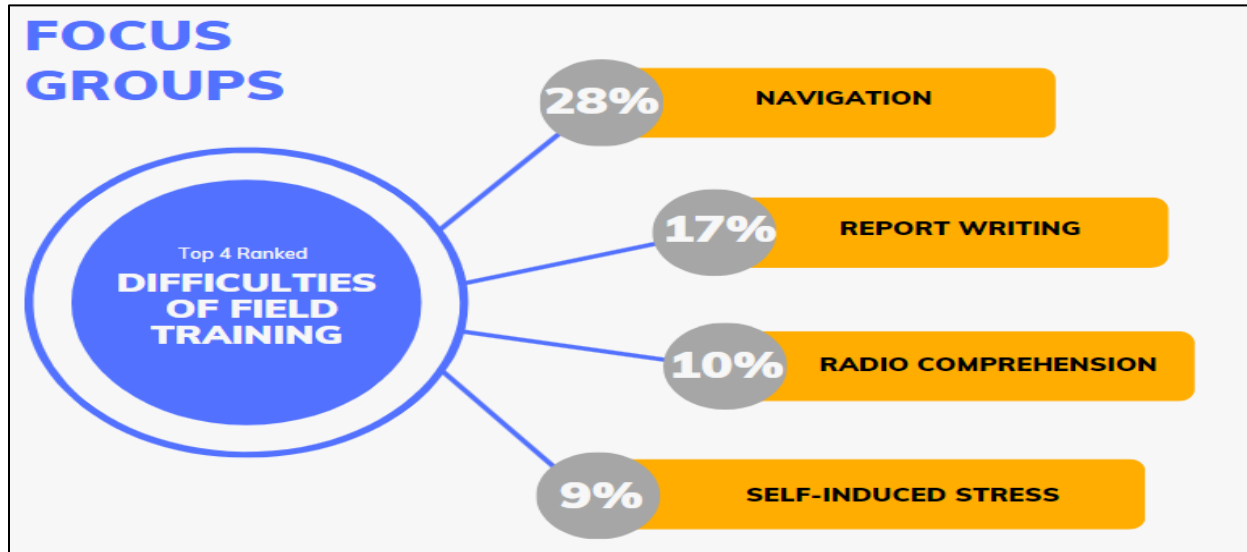 FOCUS
GROUPS
Top 4 Ranked
DIFFICULTIES
OF FIELD
TRAINING
28%
NAVIGATION
17%
REPORT WRITING
10%
RADIO COMPREHENSION
9%
SELF-INDUCED STRESS